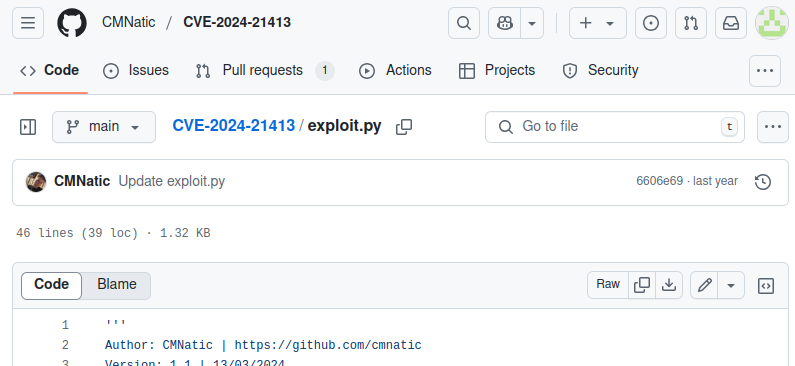 CMNatic / CVE-2024-21413
Code Issues Pull requests 1 Actions Projects Security
main CVE-2024-21413 / exploit.py Go to file t
CMNatic Update exploit.py 6606e69 · last year
46 lines (39 loc) · 1.32 KB
Code Blame Raw
1 '''
2 Author: CMNatic | https://github.com/cmnatic
3 Version: 1.1 | 13/03/2024